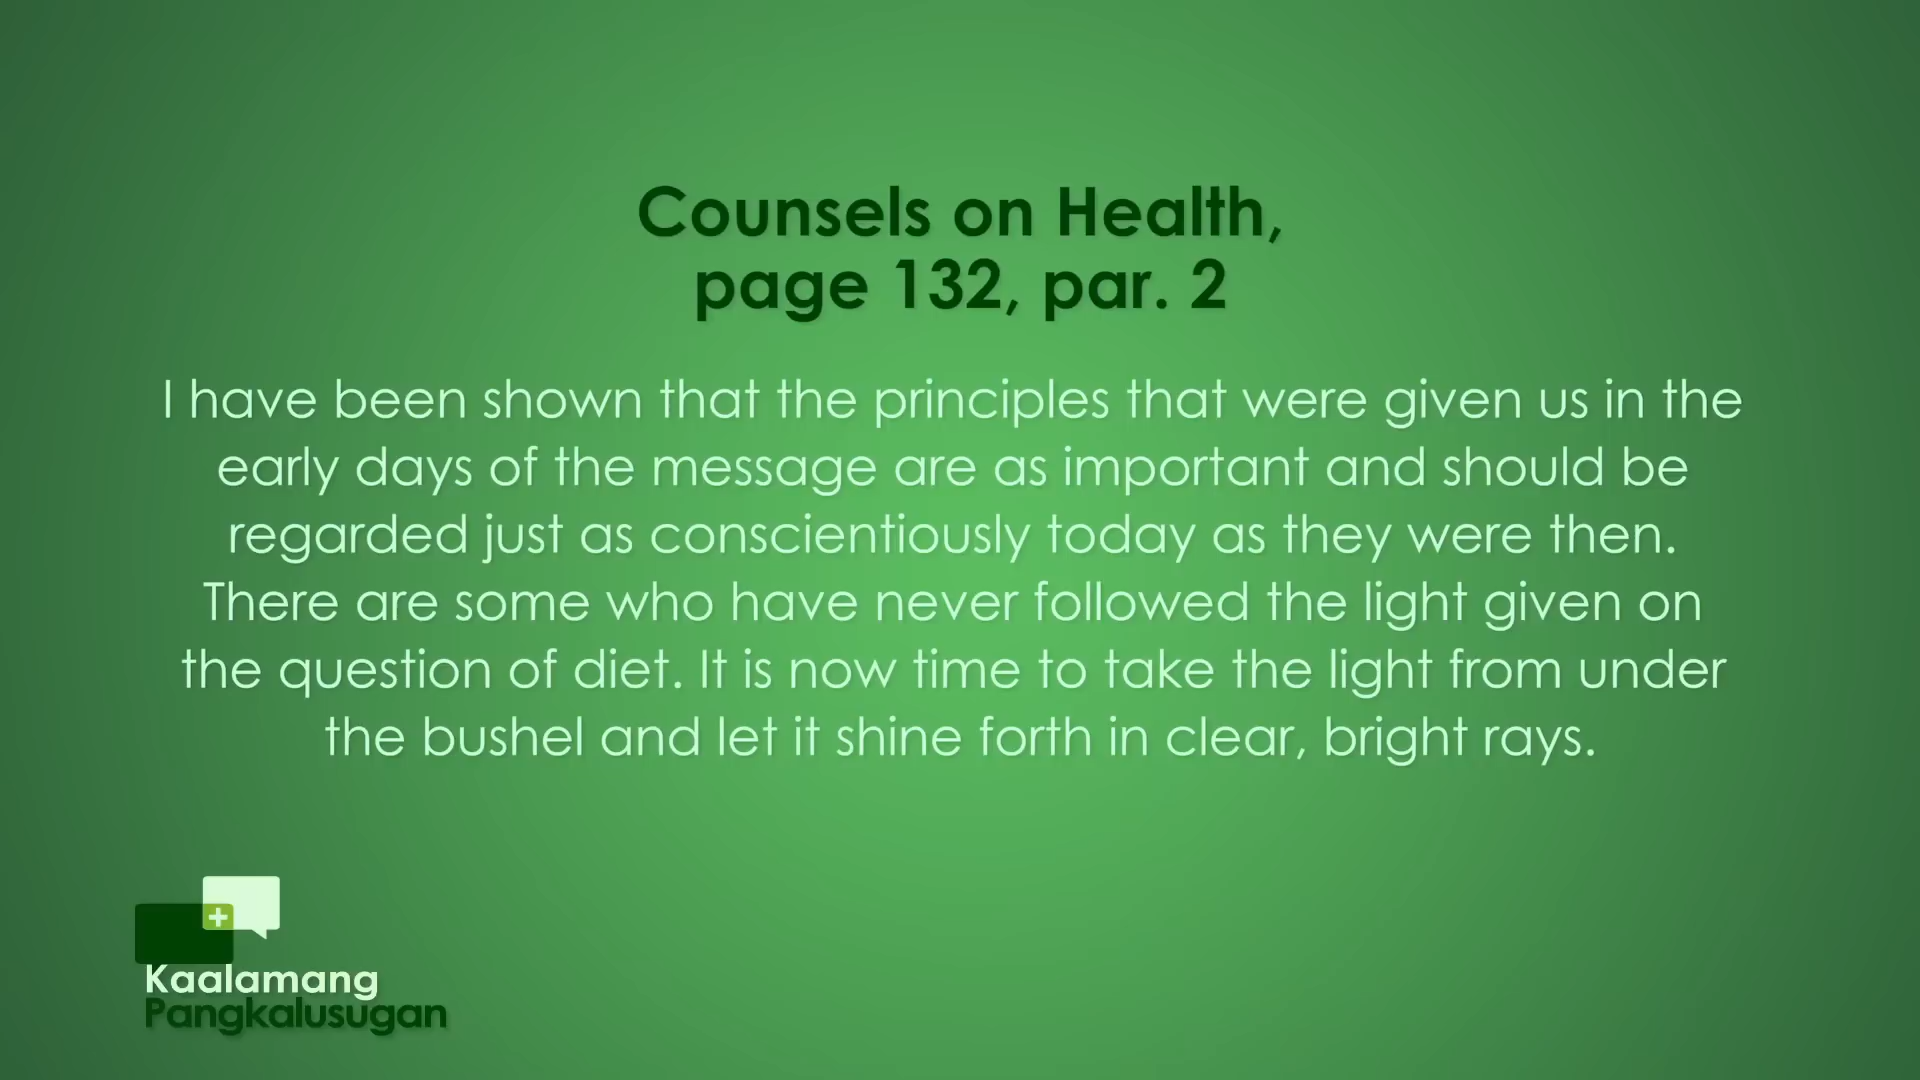 Counsels on Health,
page 132, par. 2
I have been shown that the principles that were given us in the
early days of the message are as important and should be
regarded just as conscientiously today as they were then.
There are some who have never followed the light given on
the question of diet. It is now time to take the light from under
the bushel and let it shine forth in clear, bright rays.
Kaalamang
Pangkalusugan